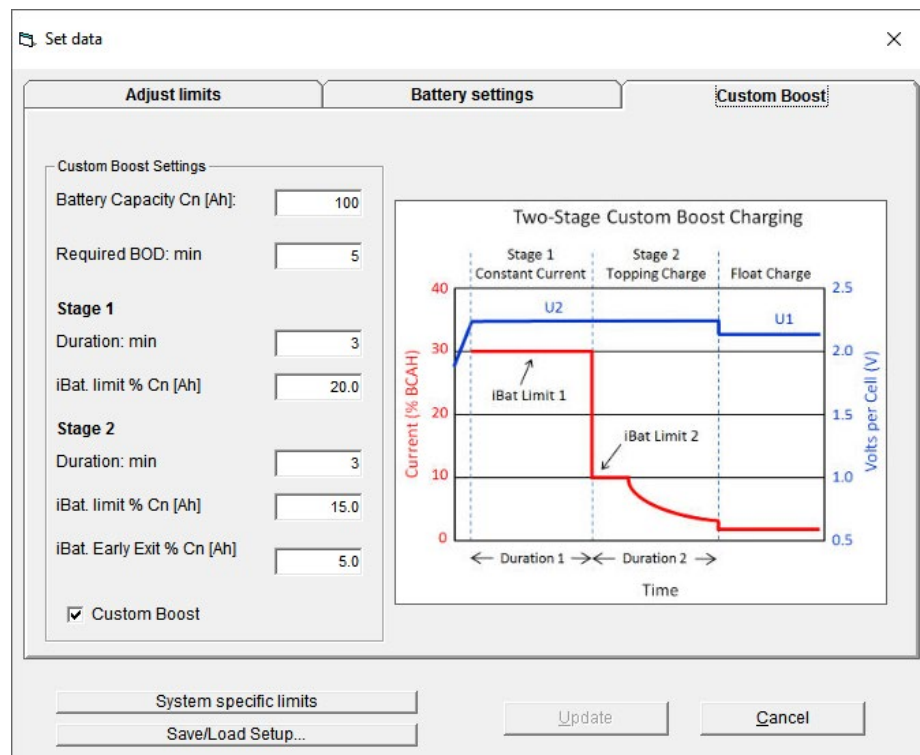 Set data
Adjust limits
Battery settings
Custom Boost
Custom Boost Settings
Battery Capacity Cn [Ah]: 100
Required BOD: min 5
Stage 1
Duration: min 3
iBat. limit % Cn [Ah] 20.0
Stage 2
Duration: min 3
iBat. limit % Cn [Ah] 15.0
iBat. Early Exit % Cn [Ah] 5.0
Custom Boost
Two-Stage Custom Boost Charging
Stage 1
Constant Current
Stage 2
Topping Charge
Float Charge
40
30
20
10
0
Current (% BCAH)
U2
U1
iBat Limit 1
iBat Limit 2
2.5
2.0
1.5
1.0
0.5
Volts per Cell (V)
Duration 1
Duration 2
Time
System specific limits
Save/Load Setup...
Update
Cancel